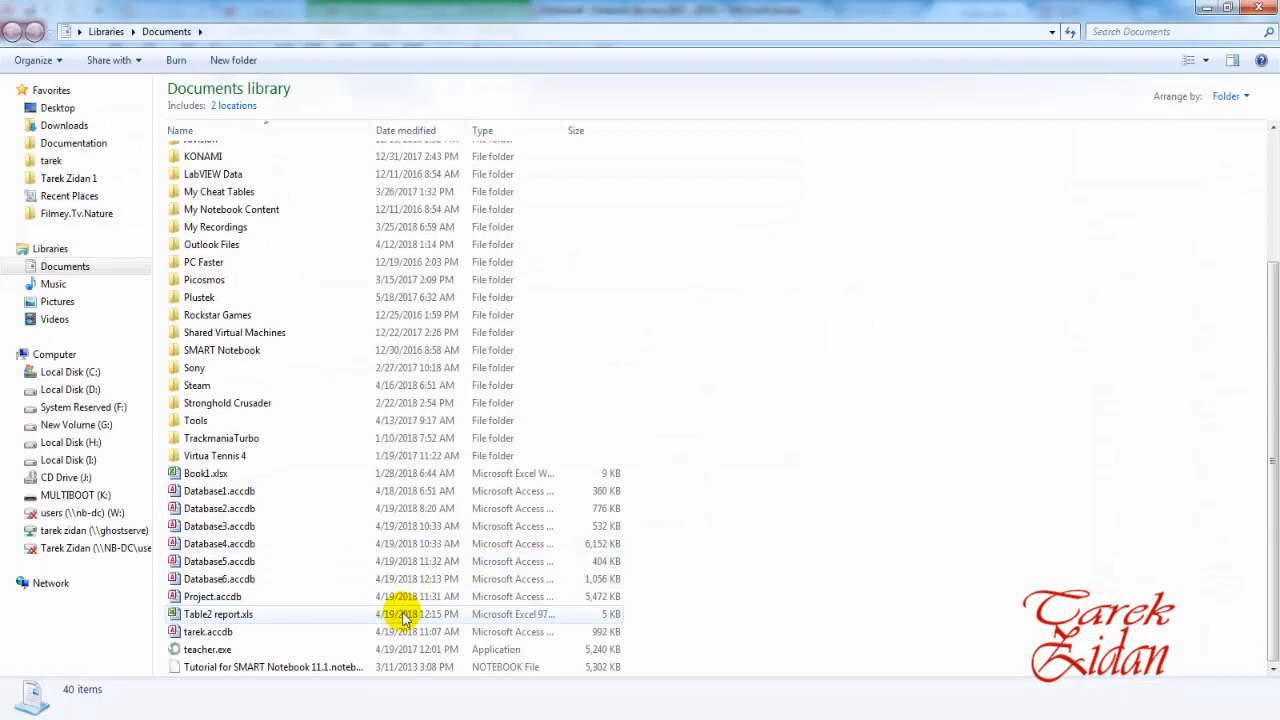 Libraries Documents
Search Documents
Organize Share with Burn New folder
Documents library
Includes: 2 locations
Arrange by: Folder
Name Date modified Type Size
KONAMI 12/31/2017 2:43 PM File folder
LabVIEW Data 12/11/2016 8:54 AM File folder
My Cheat Tables 3/26/2017 1:32 PM File folder
My Notebook Content 12/11/2016 8:54 AM File folder
My Recordings 3/25/2018 6:59 AM File folder
Outlook Files 4/12/2018 1:14 PM File folder
PC Faster 12/19/2016 2:03 PM File folder
Picosmos 3/15/2017 2:09 PM File folder
Plustek 5/18/2017 6:32 AM File folder
Rockstar Games 12/25/2016 1:59 PM File folder
Shared Virtual Machines 12/22/2017 2:26 PM File folder
SMART Notebook 12/30/2016 8:58 AM File folder
Sony 2/27/2017 10:18 AM File folder
Steam 4/16/2018 6:51 AM File folder
Stronghold Crusader 2/22/2018 2:54 PM File folder
Tools 4/13/2017 9:17 AM File folder
TrackmaniaTurbo 1/10/2018 7:52 AM File folder
Virtua Tennis 4 1/19/2017 11:22 AM File folder
Book1.xlsx 1/28/2018 6:44 AM Microsoft Excel W... 9 KB
Database1.accdb 4/18/2018 6:51 AM Microsoft Access ... 360 KB
Database2.accdb 4/19/2018 8:20 AM Microsoft Access ... 776 KB
Database3.accdb 4/19/2018 10:33 AM Microsoft Access ... 532 KB
Database4.accdb 4/19/2018 10:33 AM Microsoft Access ... 6,152 KB
Database5.accdb 4/19/2018 11:32 AM Microsoft Access ... 404 KB
Database6.accdb 4/19/2018 12:13 PM Microsoft Access ... 1,056 KB
Project.accdb 4/19/2018 11:31 AM Microsoft Access ... 5,472 KB
Table2 report.xls 4/19/2018 12:15 PM Microsoft Excel 97... 5 KB
tarek.accdb 4/19/2018 11:07 AM Microsoft Access ... 992 KB
teacher.exe 4/19/2017 12:01 PM Application 5,240 KB
Tutorial for SMART Notebook 11.1.noteb... 3/11/2013 3:08 PM NOTEBOOK File 5,302 KB
Favorites
Desktop
Downloads
Documentation
tarek
Tarek Zidan 1
Recent Places
Filmey.Tv.Nature
Libraries
Documents
Music
Pictures
Videos
Computer
Local Disk (C:)
Local Disk (D:)
System Reserved (F:)
New Volume (G:)
Local Disk (H:)
Local Disk (I:)
CD Drive (J:)
MULTIBOOT (K:)
users (\\nb-dc) (W:)
tarek zidan (\\ghostserve)
Tarek Zidan (\\NB-DC\use
Network
40 items
Tarek
Zidan